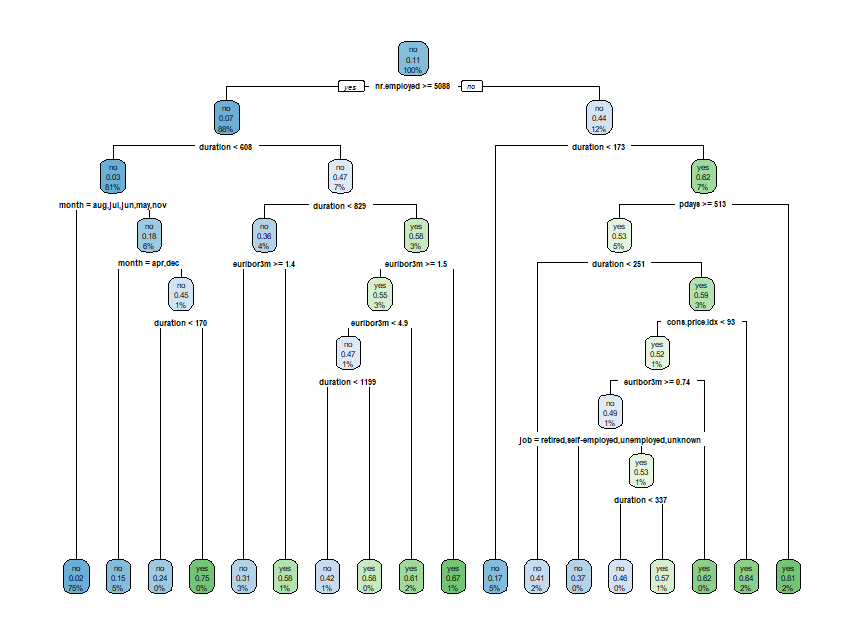 no
0.11
100%
yes nr.employed >= 5088 no
no
0.07
88%
no
0.44
12%
duration < 608
duration < 173
no
0.03
81%
no
0.47
7%
yes
0.62
7%
month = aug,jul,jun,may,nov
duration < 829
pdays >= 513
no
0.18
6%
no
0.36
4%
yes
0.58
3%
yes
0.53
5%
month = apr,dec
euribor3m >= 1.4
euribor3m >= 1.5
duration < 251
no
0.45
1%
yes
0.55
3%
yes
0.59
3%
duration < 170
euribor3m < 4.9
cons.price.idx < 93
no
0.47
1%
yes
0.52
1%
duration < 1199
euribor3m >= 0.74
no
0.49
1%
job = retired,self-employed,unemployed,unknown
yes
0.53
1%
duration < 337
no
0.02
75%
no
0.15
5%
no
0.24
0%
yes
0.75
0%
no
0.31
3%
yes
0.58
1%
no
0.42
1%
yes
0.58
0%
yes
0.61
2%
yes
0.67
1%
no
0.17
5%
no
0.41
2%
no
0.37
0%
no
0.46
0%
yes
0.57
1%
yes
0.62
0%
yes
0.64
2%
yes
0.81
2%